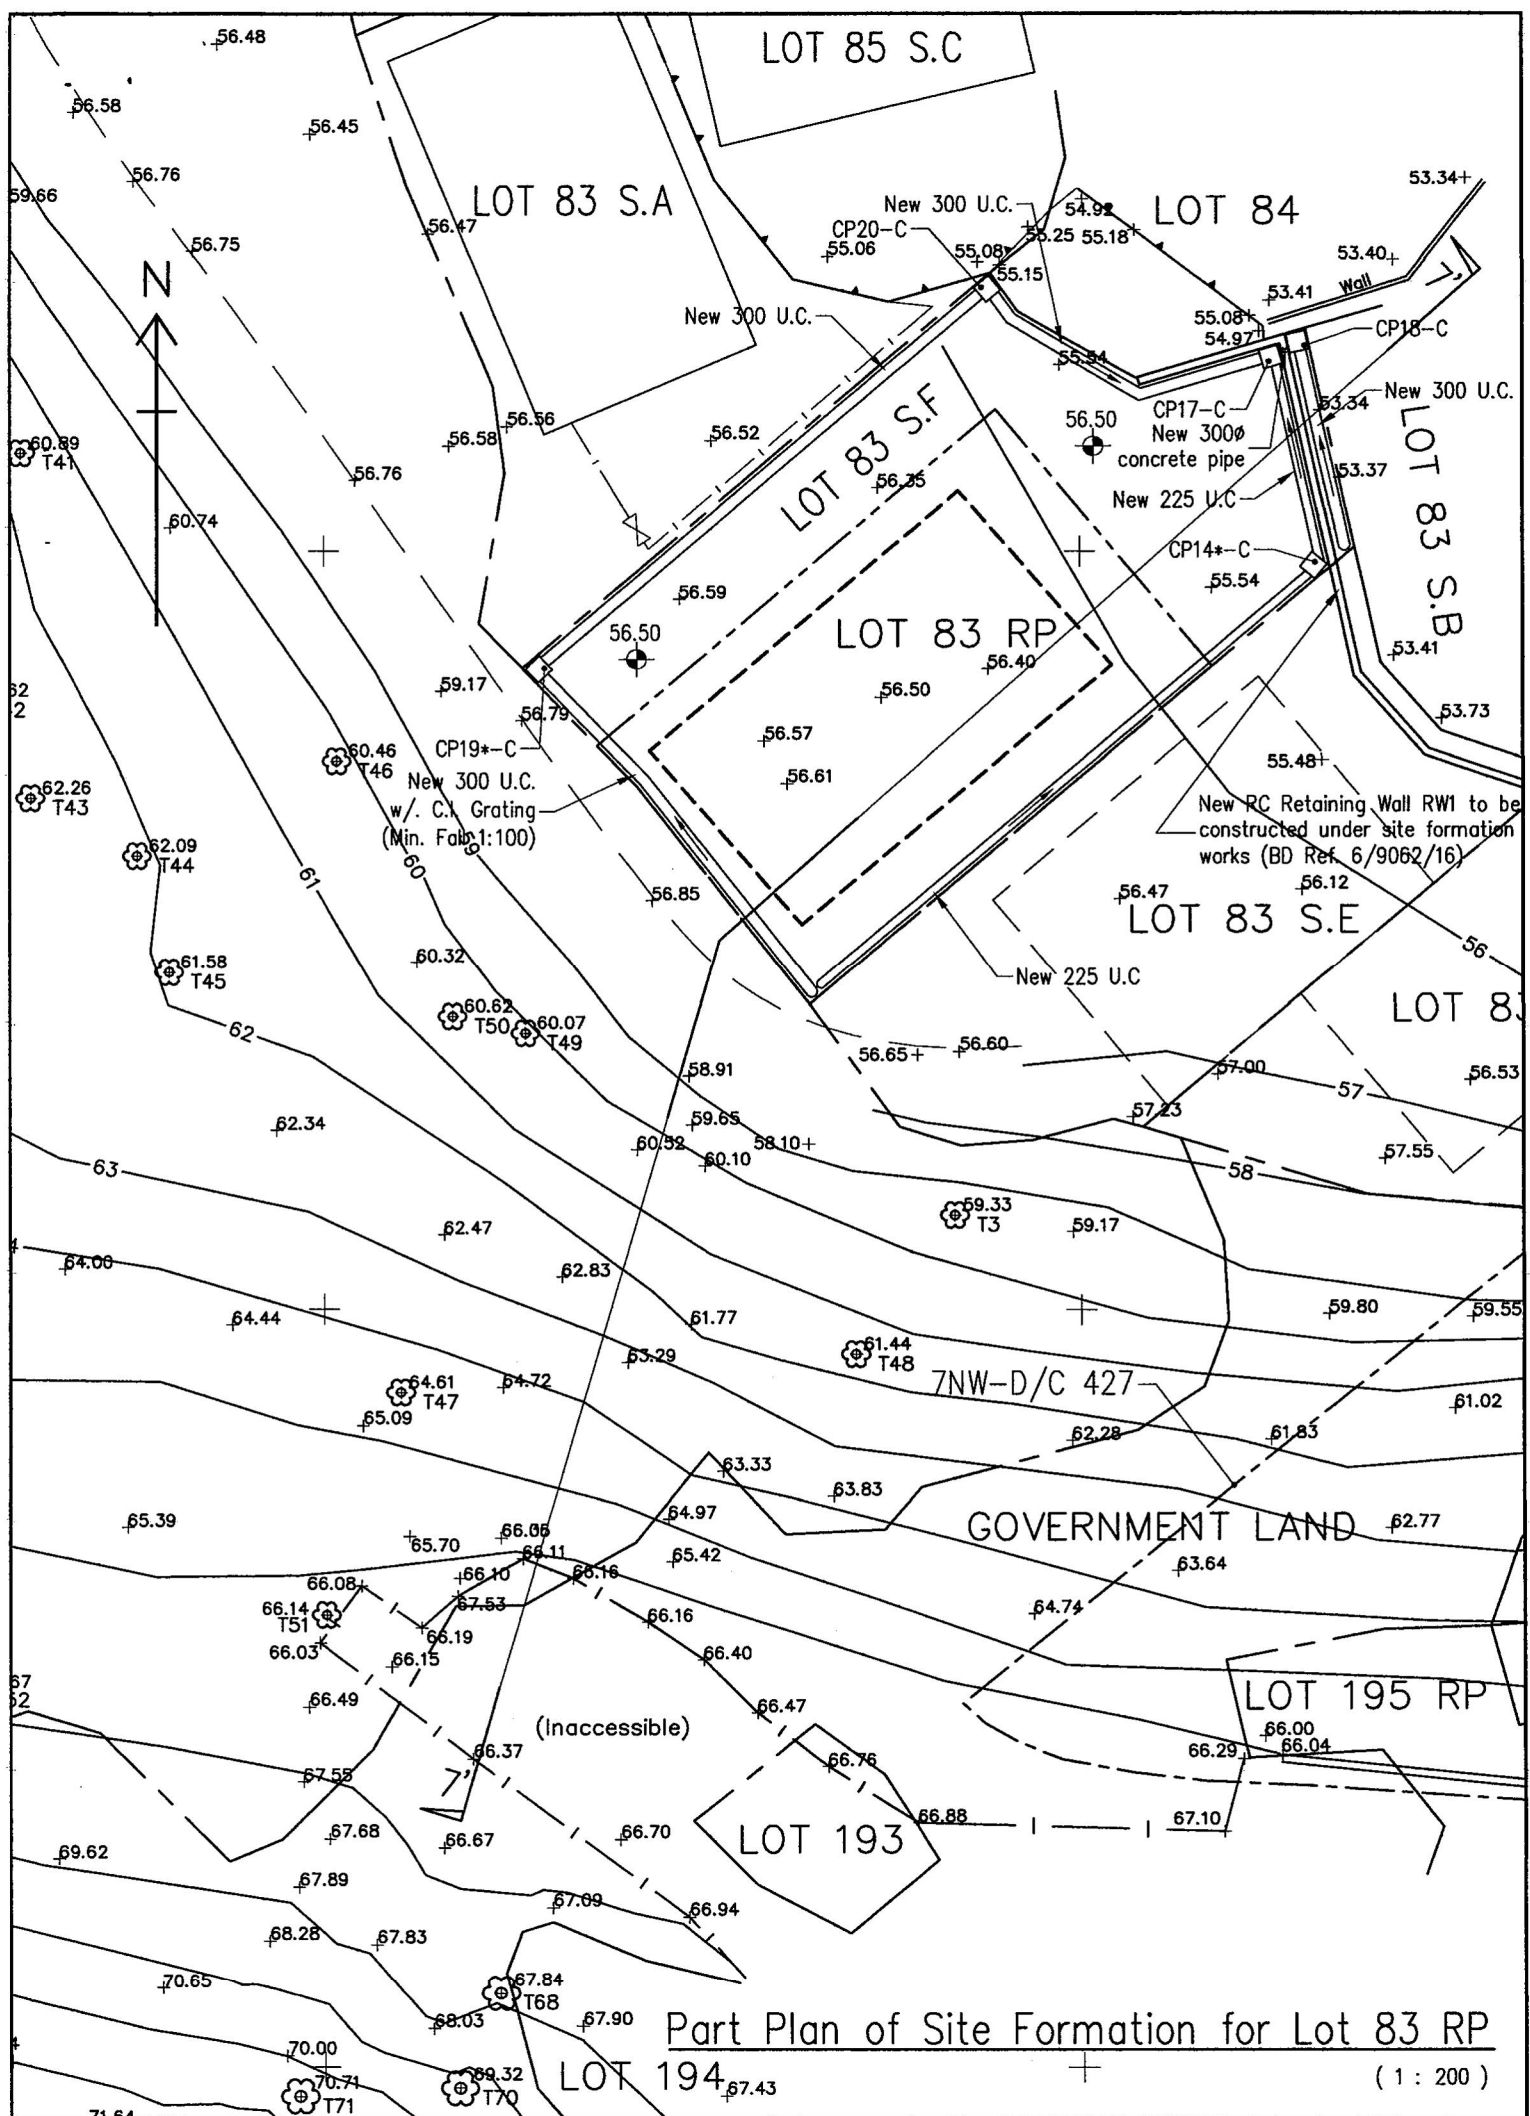 56.48
LOT 85 S.C
56.58
56.45
56.76
59.66
LOT 83 S.A
New 300 U.C.
54.92
LOT 84
53.34
CP20-C
56.47
55.25
55.18
56.75
55.06
55.08
55.15
53.40
7'
N
Wall
53.41
New 300 U.C.
55.08
54.97
CP18-C
55.54
New 300 U.C.
53.34
CP17-C
New 300ø
concrete pipe
56.50
56.56
56.58
56.52
LOT 83 S.F
LOT 83 S.B
60.89
T41
56.76
56.35
53.37
New 225 U.C
60.74
CP14*-C
55.54
56.59
LOT 83 RP
56.50
53.41
56.40
59.17
56.50
56.79
53.73
56.57
CP19*-C
60.46
T46
55.48
56.61
62.26
T43
New 300 U.C.
w/. C.I. Grating
(Min. Fall 1:100)
New RC Retaining Wall RW1 to be
constructed under site formation
works (BD Ref. 6/9062/16)
62.09
T44
60
61
56.85
56.47
56.12
LOT 83 S.E
56
61.58
T45
60.32
New 225 U.C
LOT 83
60.62
T50
60.07
T49
62
56.65
56.60
58.91
57.00
56.53
57
62.34
59.65
57.23
60.52
58.10
60.10
57.55
63
58
59.33
T3
62.47
59.17
64.00
62.83
64.44
61.77
59.80
59.55
61.44
T48
63.29
64.72
7NW-D/C 427
64.61
T47
65.09
61.02
62.28
61.83
63.33
63.83
64.97
65.39
GOVERNMENT LAND
62.77
65.70
66.11
65.42
63.64
66.08
66.10
66.16
66.14
T51
67.53
66.16
64.74
66.19
66.03
66.15
66.40
66.49
66.47
LOT 195 RP
(Inaccessible)
66.00
66.04
66.29
66.37
66.76
67.55
7'
67.68
66.67
66.70
66.88
67.10
LOT 193
69.62
67.89
67.09
66.94
68.28
67.83
70.65
67.84
T68
68.03
67.90
Part Plan of Site Formation for Lot 83 RP
70.00
(1 : 200)
70.71
T71
69.32
T70
LOT 194
67.43